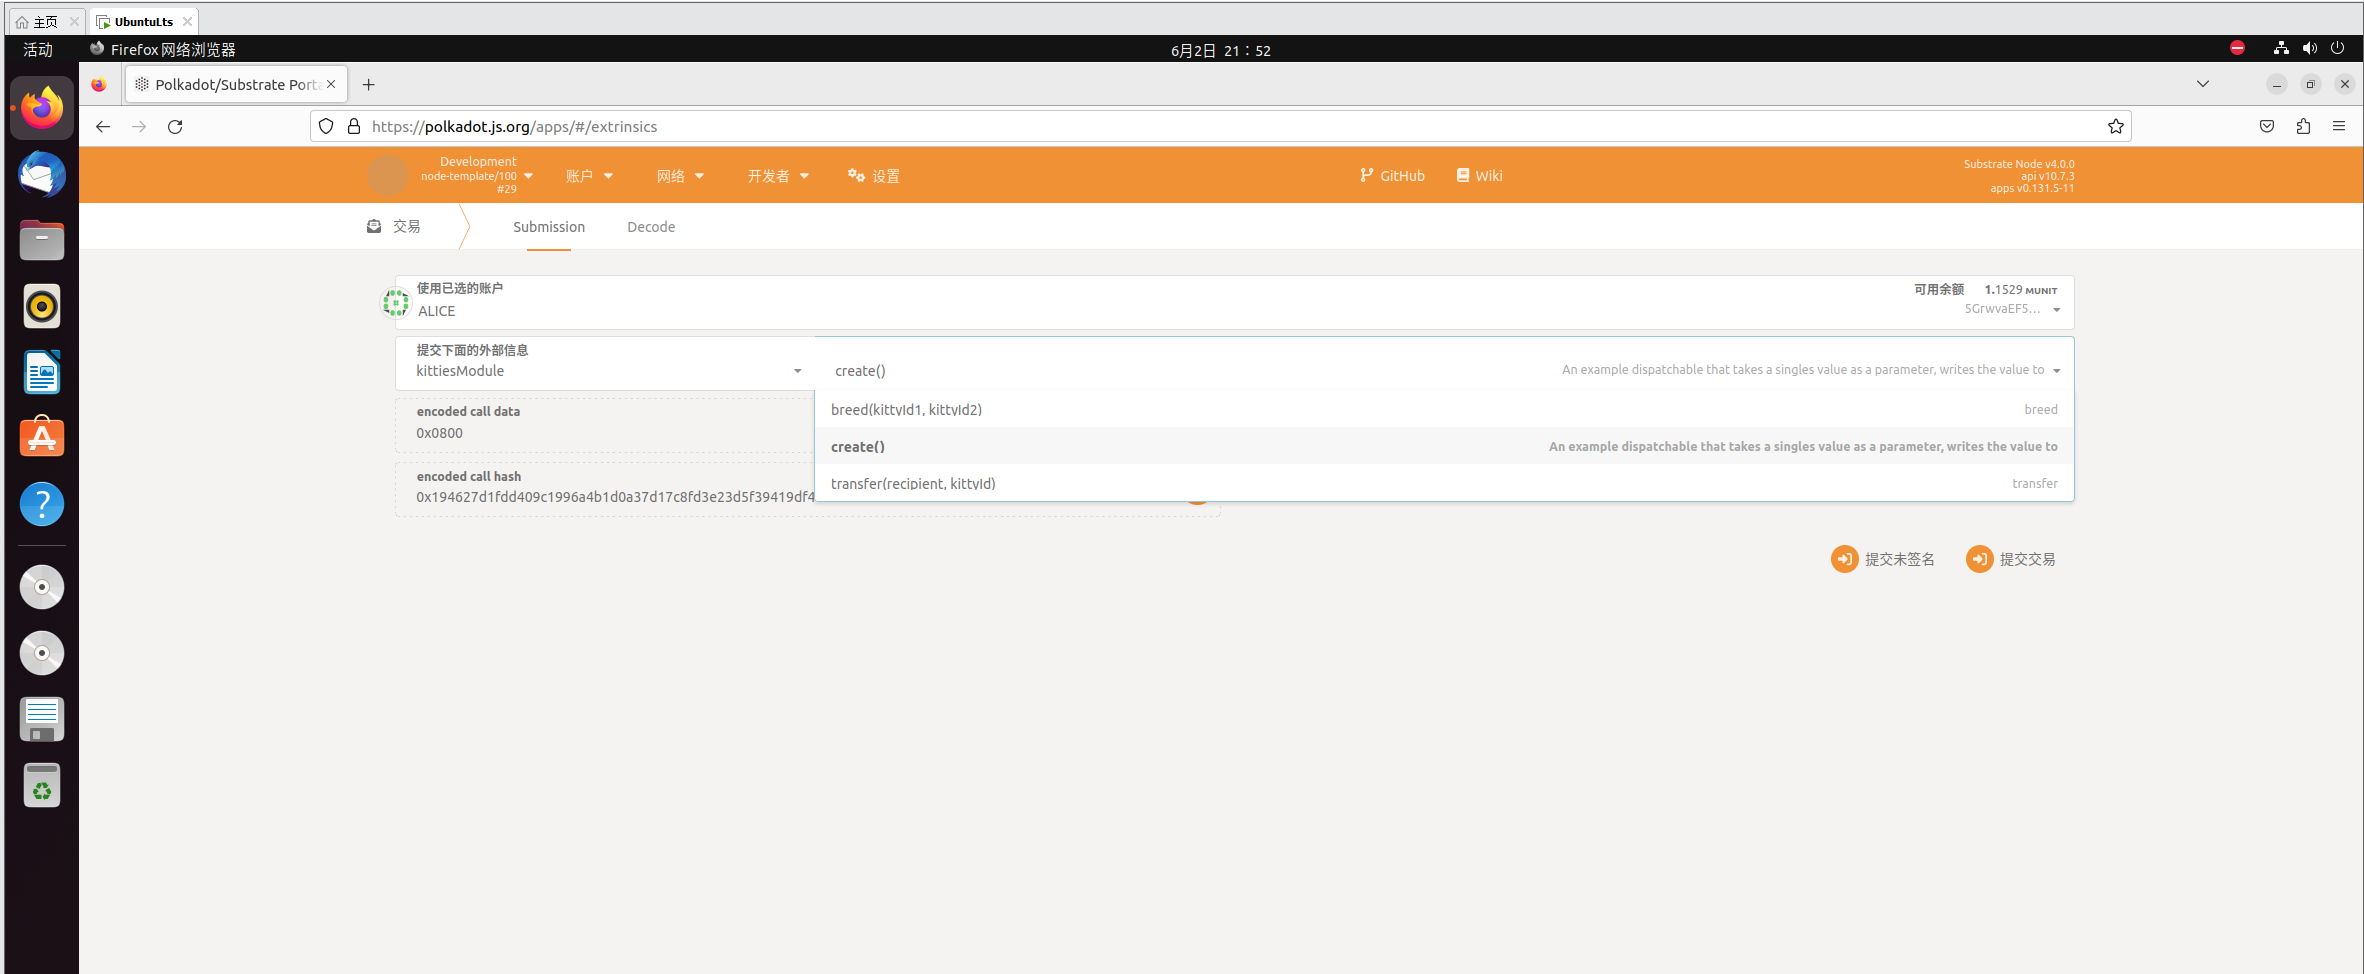 主页
UbuntuLts
活动
Firefox 网络浏览器
6月2日 21：52
Polkadot/Substrate Porta
https://polkadot.js.org/apps/#/extrinsics
Development
node-template/100
#29
账户
网络
开发者
设置
GitHub
Wiki
Substrate Node v4.0.0
api v10.7.3
apps v0.131.5-11
交易
Submission
Decode
使用已选的账户
ALICE
可用余额 1.1529 MUNIT
5GrwvaEF5...
提交下面的外部信息
kittiesModule
create()
An example dispatchable that takes a singles value as a parameter, writes the value to
breed(kittyId1, kittyId2)
breed
create()
An example dispatchable that takes a singles value as a parameter, writes the value to
transfer(recipient, kittyId)
transfer
encoded call data
0x0800
encoded call hash
0x194627d1fdd409c1996a4b1d0a37d17c8fd3e23d5f39419df4
提交未签名
提交交易